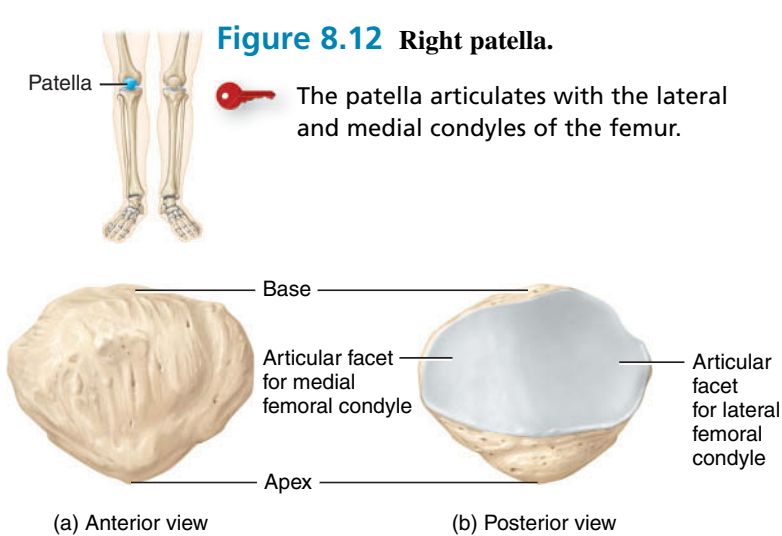 Figure 8.12 Right patella.
Patella
The patella articulates with the lateral
and medial condyles of the femur.
Base
Articular facet
for medial
femoral condyle
Articular
facet
for lateral
femoral
condyle
Apex
(a) Anterior view
(b) Posterior view